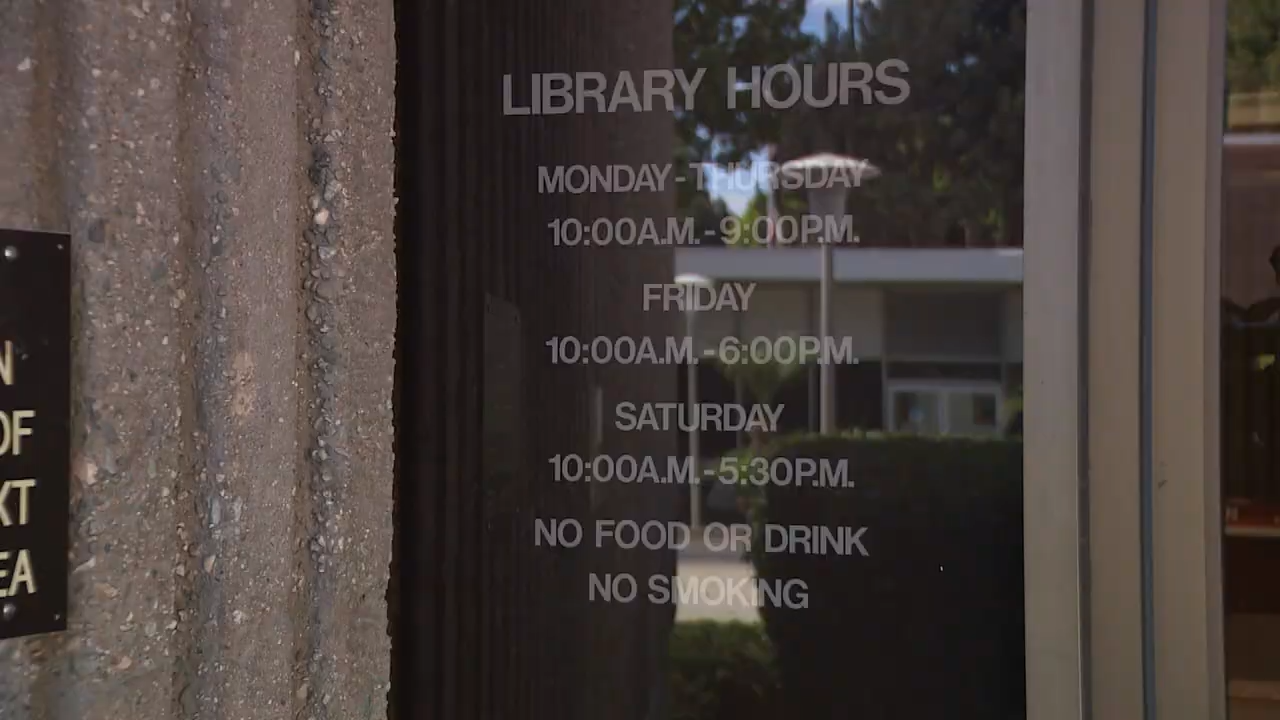 LIBRARY HOURS
MONDAY-THURSDAY
10:00A.M.-9:00P.M.
FRIDAY
10:00A.M.-6:00P.M.
SATURDAY
10:00A.M.-5:30P.M.
NO FOOD OR DRINK
NO SMOKING
OF